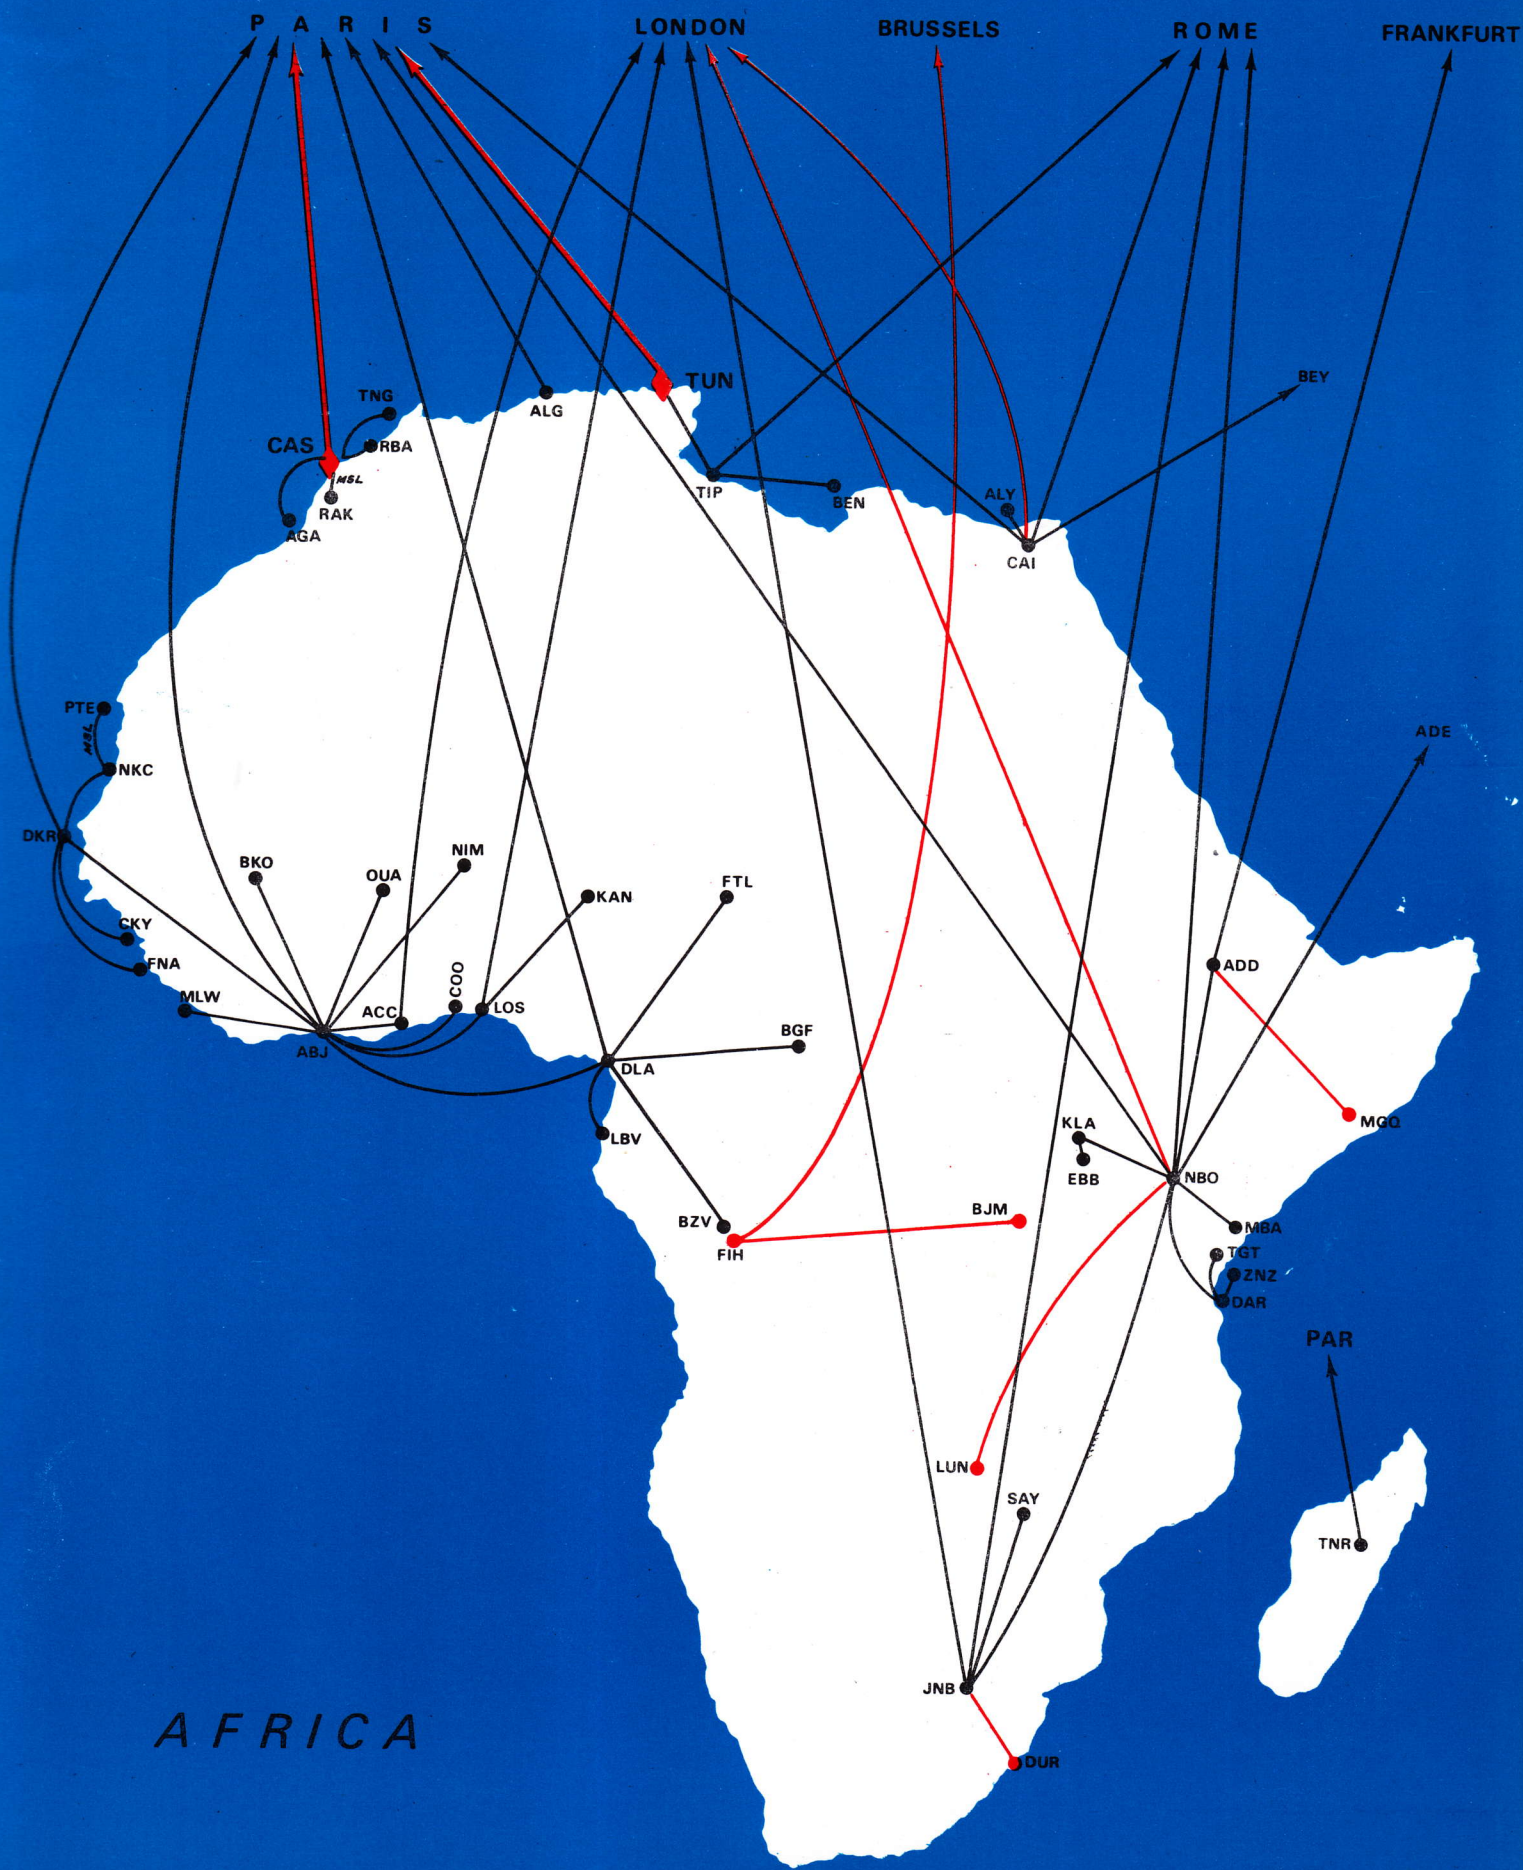 PARIS LONDON BRUSSELS ROME FRANKFURT
BEY
TUN
TNG
ALG
CAS
RBA
MSL
RAK
AGA
TIP
BEN
ALY
CAI
PTE
MSL
NKC
ADE
DKR
BKO
OUA
NIM
KAN
FTL
CKY
FNA
ADD
MLW
ACC
COO
LOS
ABJ
BGF
DLA
MGQ
KLA
LBV
EBB
NBO
BZV
BJM
FIH
MBA
TGT
ZNZ
DAR
PAR
LUN
SAY
TNR
JNB
AFRICA
DUR